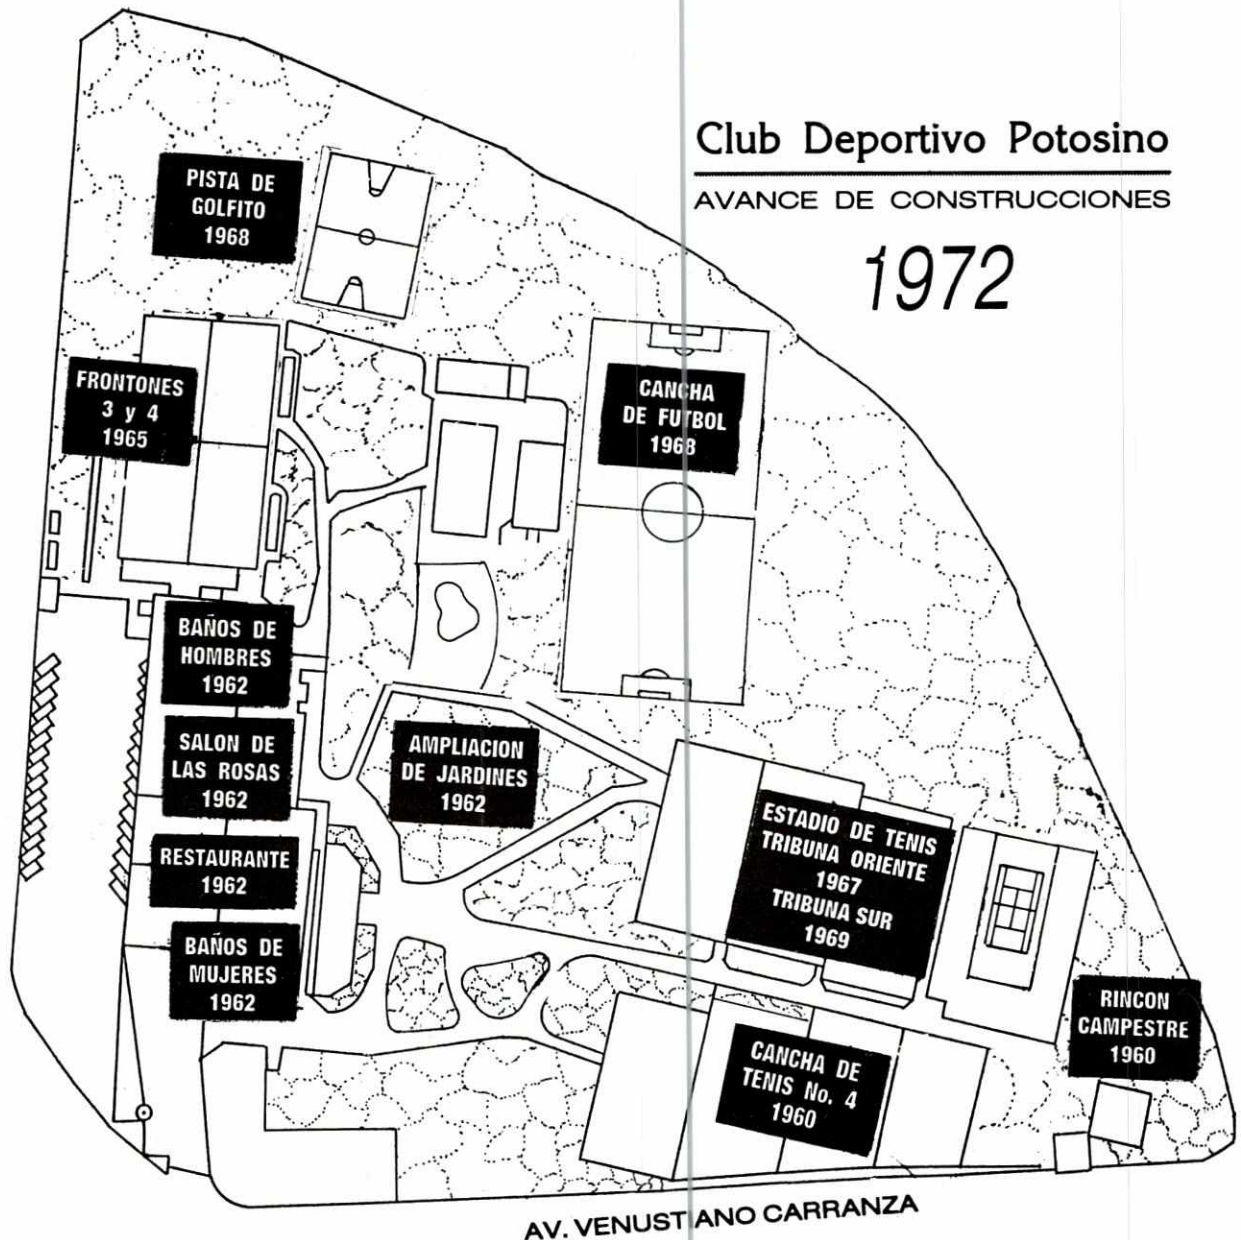 Club Deportivo Potosino
AVANCE DE CONSTRUCCIONES
1972
PISTA DE
GOLFITO
1968
FRONTONES
3 y 4
1965
CANCHA
DE FUTBOL
1968
BAÑOS DE
HOMBRES
1962
SALON DE
LAS ROSAS
1962
AMPLIACION
DE JARDINES
1962
RESTAURANTE
1962
BAÑOS DE
MUJERES
1962
ESTADIO DE TENIS
TRIBUNA ORIENTE
1967
TRIBUNA SUR
1969
RINCON
CAMPESTRE
1960
CANCHA DE
TENIS No. 4
1960
AV. VENUSTIANO CARRANZA